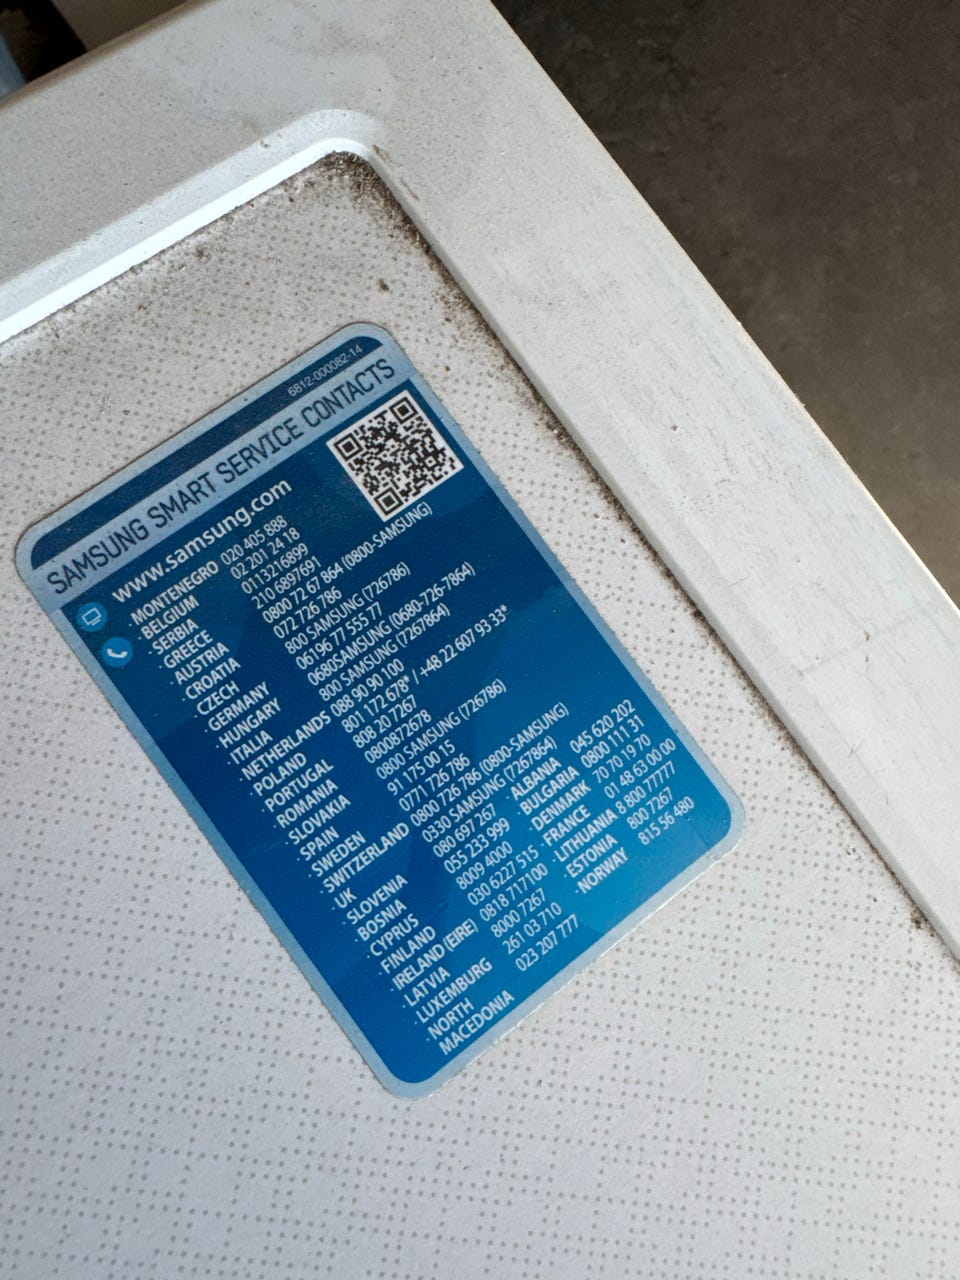 6812-000082-14
SAMSUNG SMART SERVICE CONTACTS
www.samsung.com
· MONTENEGRO 020 405 888
· BELGIUM 02 201 24 18
· SERBIA 0113216899
· GREECE 210 6897691
· AUSTRIA 0800 72 67 864 (0800-SAMSUNG)
· CROATIA 072 726 786
· CZECH 800 SAMSUNG (726786)
· GERMANY 06196 77 555 77
· HUNGARY 0680SAMSUNG (0680-726-7864)
· ITALIA 800 SAMSUNG (7267864)
· NETHERLANDS 088 90 90 100
· POLAND 801 172 678* / +48 22 607 93 33*
· PORTUGAL 808 20 7267
· ROMANIA 0800872678
· SLOVAKIA 0800 SAMSUNG (726786)
· SPAIN 91 175 00 15
· SWEDEN 0771 726 786
· SWITZERLAND 0800 726 786 (0800-SAMSUNG)
· UK 0330 SAMSUNG (7267864)
· SLOVENIA 080 697 267
· BOSNIA 055 233 999
· CYPRUS 8009 4000
· FINLAND 030 6227 515
· IRELAND (EIRE) 0818 717100
· LATVIA 8000 7267
· LUXEMBURG 261 03 710
· NORTH 023 207 777
MACEDONIA
· ALBANIA 045 620 202
· BULGARIA 0800 111 31
· DENMARK 70 70 19 70
· FRANCE 01 48 63 00 00
· LITHUANIA 8 800 77777
· ESTONIA 800 7267
· NORWAY 815 56 480